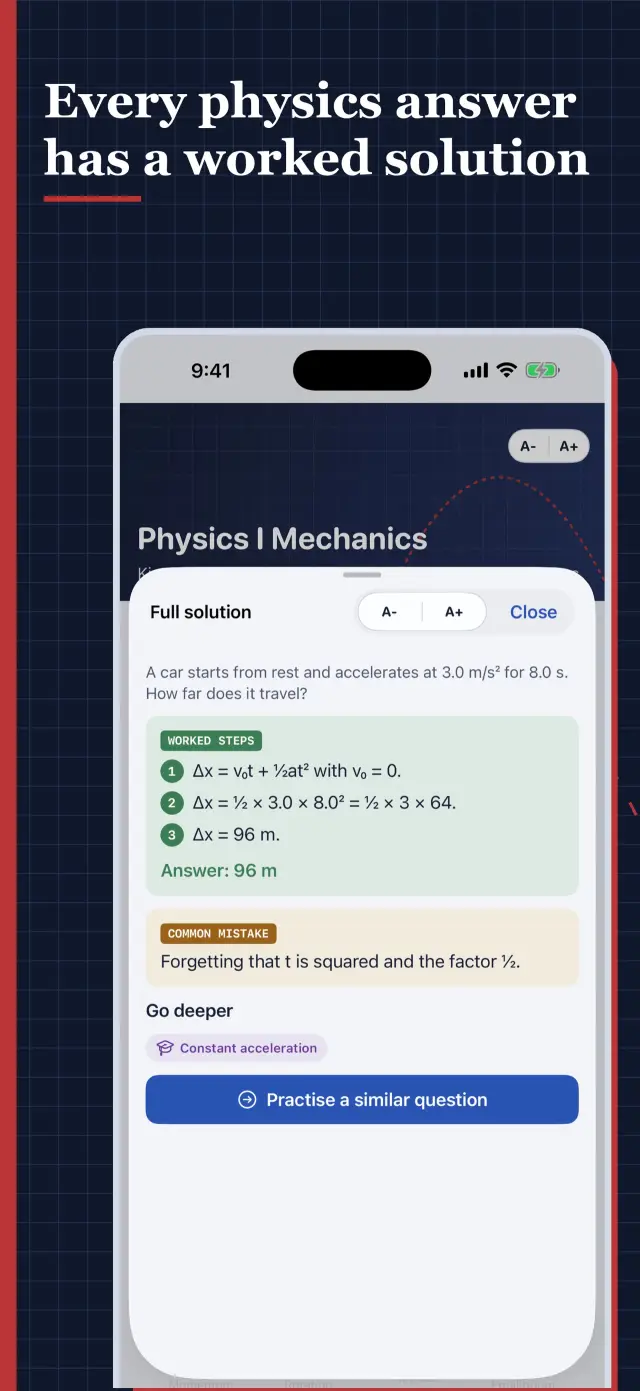 Every physics answer
has a worked solution
9:41
A- A+
Physics I Mechanics
Full solution
A- A+
Close
A car starts from rest and accelerates at 3.0 m/s² for 8.0 s.
How far does it travel?
WORKED STEPS
1 Δx = v₀t + ½at² with v₀ = 0.
2 Δx = ½ × 3.0 × 8.0² = ½ × 3 × 64.
3 Δx = 96 m.
Answer: 96 m
COMMON MISTAKE
Forgetting that t is squared and the factor ½.
Go deeper
Constant acceleration
Practise a similar question